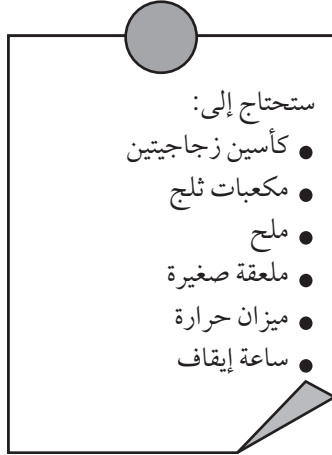 ستحتاج إلى:
• كأسين زجاجيتين
• مكعبات ثلج
• ملح
• ملعقة صغيرة
• ميزان حرارة
• ساعة إيقاف